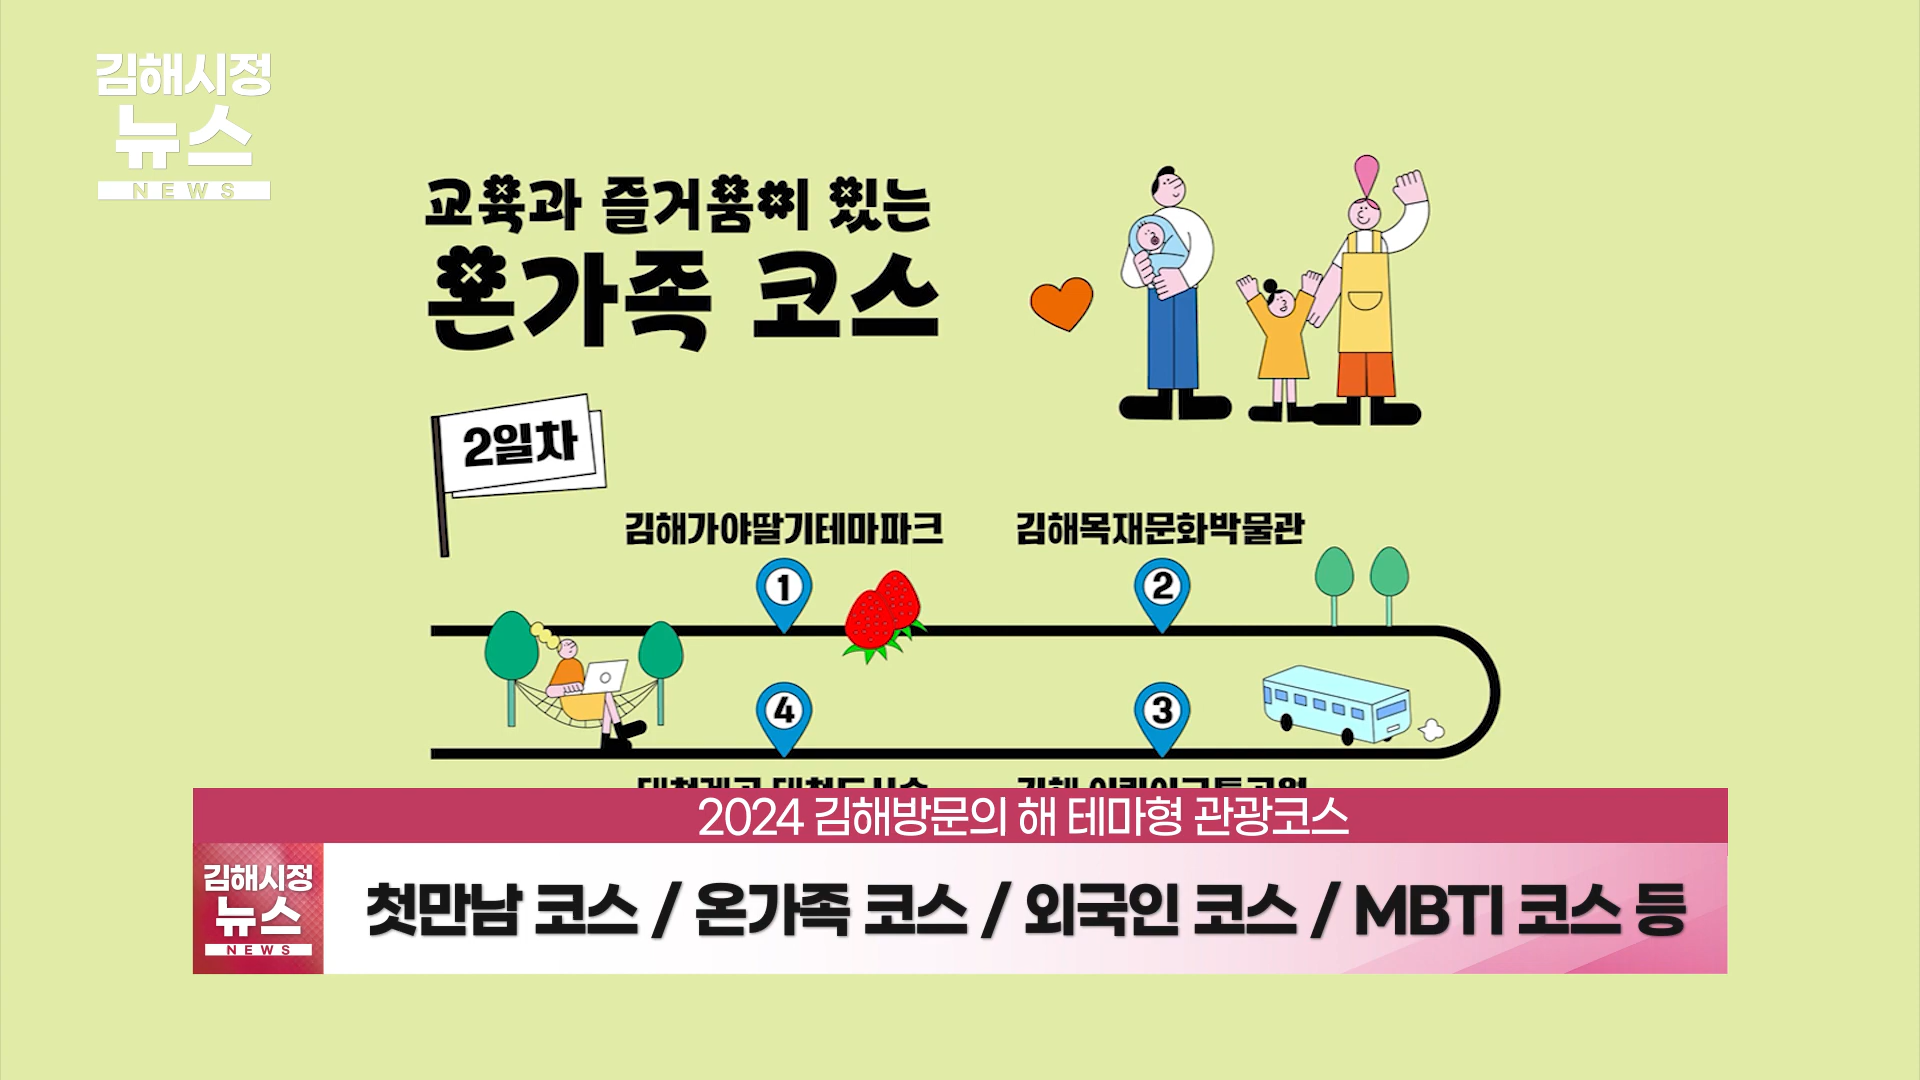 김해시정
뉴스
NEWS
교육과 즐거움이 있는
온가족 코스
2일차
김해가야딸기테마파크
김해목재문화박물관
1
2
4
3
2024 김해방문의 해 테마형 관광코스
김해시정
뉴스
NEWS
첫만남 코스 / 온가족 코스 / 외국인 코스 / MBTI 코스 등